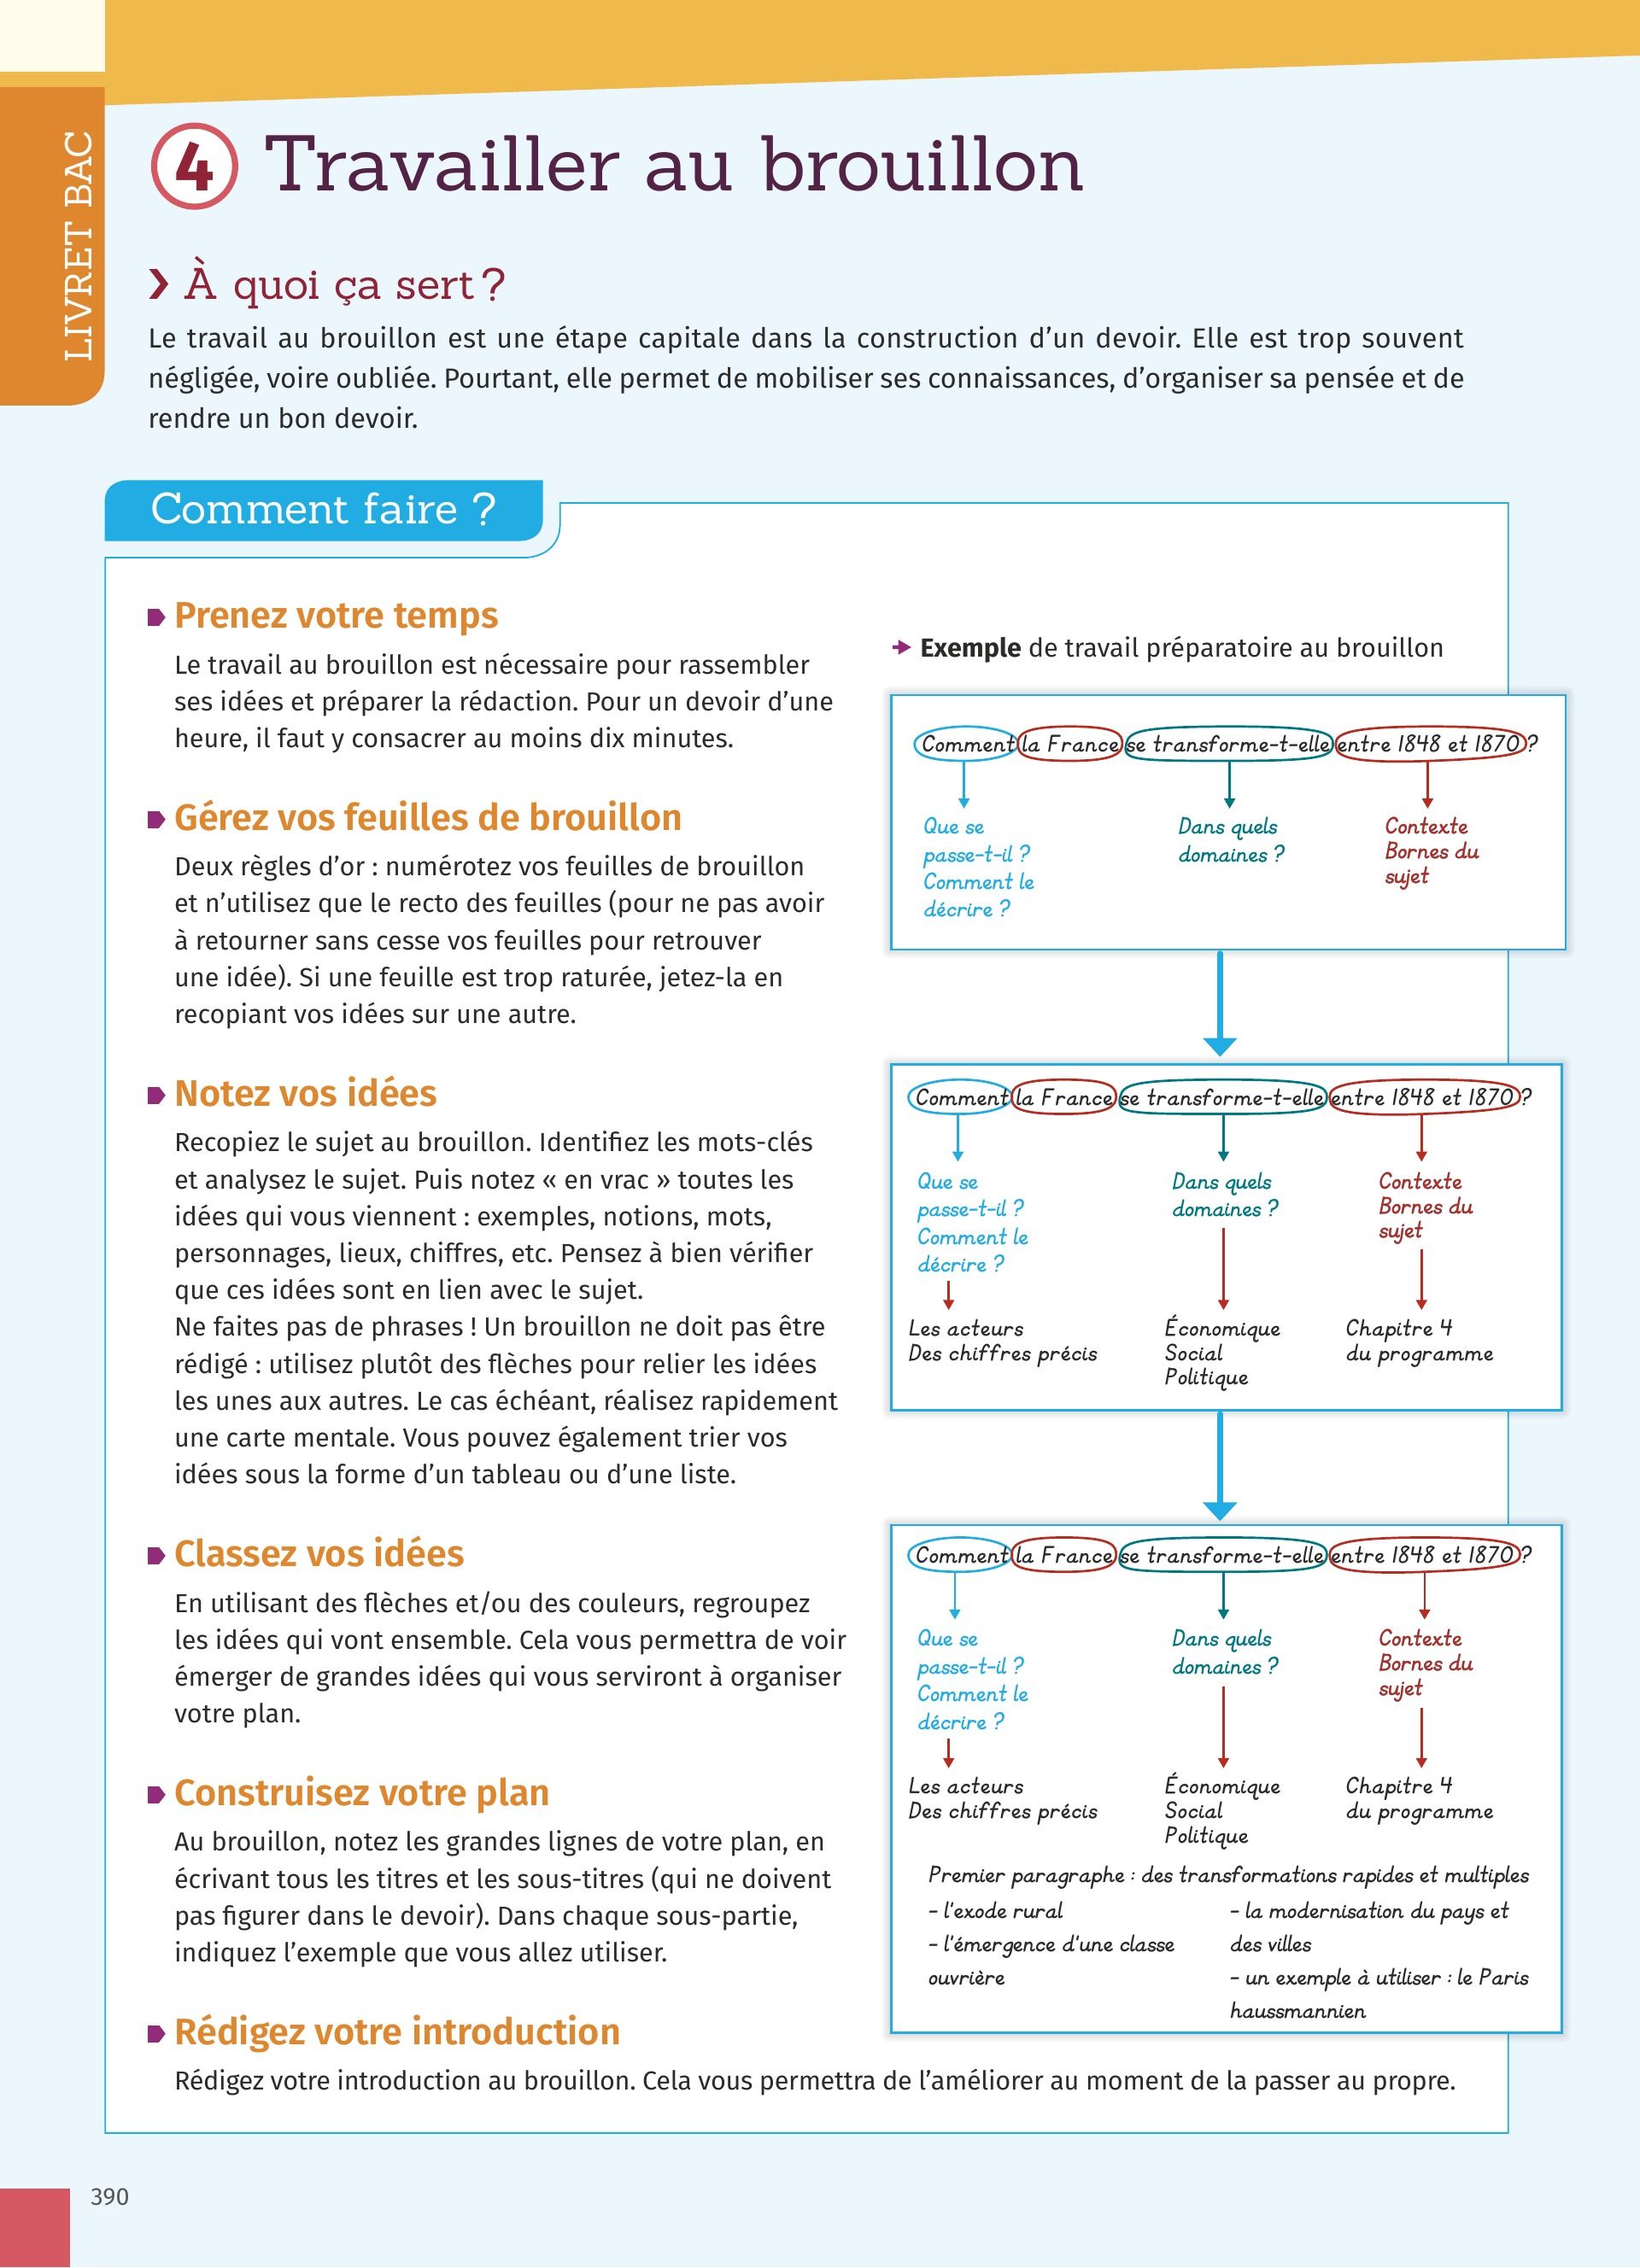 LIVRET BAC
4 Travailler au brouillon
À quoi ça sert ?
Le travail au brouillon est une étape capitale dans la construction d’un devoir. Elle est trop souvent
négligée, voire oubliée. Pourtant, elle permet de mobiliser ses connaissances, d’organiser sa pensée et de
rendre un bon devoir.
Comment faire ?
Prenez votre temps
Le travail au brouillon est nécessaire pour rassembler
ses idées et préparer la rédaction. Pour un devoir d’une
heure, il faut y consacrer au moins dix minutes.
Gérez vos feuilles de brouillon
Deux règles d’or : numérotez vos feuilles de brouillon
et n’utilisez que le recto des feuilles (pour ne pas avoir
à retourner sans cesse vos feuilles pour retrouver
une idée). Si une feuille est trop raturée, jetez-la en
recopiant vos idées sur une autre.
Notez vos idées
Recopiez le sujet au brouillon. Identifiez les mots-clés
et analysez le sujet. Puis notez « en vrac » toutes les
idées qui vous viennent : exemples, notions, mots,
personnages, lieux, chiffres, etc. Pensez à bien vérifier
que ces idées sont en lien avec le sujet.
Ne faites pas de phrases ! Un brouillon ne doit pas être
rédigé : utilisez plutôt des flèches pour relier les idées
les unes aux autres. Le cas échéant, réalisez rapidement
une carte mentale. Vous pouvez également trier vos
idées sous la forme d’un tableau ou d’une liste.
Classez vos idées
En utilisant des flèches et/ou des couleurs, regroupez
les idées qui vont ensemble. Cela vous permettra de voir
émerger de grandes idées qui vous serviront à organiser
votre plan.
Construisez votre plan
Au brouillon, notez les grandes lignes de votre plan, en
écrivant tous les titres et les sous-titres (qui ne doivent
pas figurer dans le devoir). Dans chaque sous-partie,
indiquez l’exemple que vous allez utiliser.
Rédigez votre introduction
Rédigez votre introduction au brouillon. Cela vous permettra de l’améliorer au moment de la passer au propre.
Exemple de travail préparatoire au brouillon
Comment la France se transforme-t-elle entre 1848 et 1870 ?
Que se
passe-t-il ?
Comment le
décrire ?
Dans quels
domaines ?
Contexte
Bornes du
sujet
Comment la France se transforme-t-elle entre 1848 et 1870 ?
Que se
passe-t-il ?
Comment le
décrire ?
Dans quels
domaines ?
Contexte
Bornes du
sujet
Les acteurs
Des chiffres précis
Économique
Social
Politique
Chapitre 4
du programme
Comment la France se transforme-t-elle entre 1848 et 1870 ?
Que se
passe-t-il ?
Comment le
décrire ?
Dans quels
domaines ?
Contexte
Bornes du
sujet
Les acteurs
Des chiffres précis
Économique
Social
Politique
Chapitre 4
du programme
Premier paragraphe : des transformations rapides et multiples
- l'exode rural
- l'émergence d'une classe
ouvrière
- la modernisation du pays et
des villes
- un exemple à utiliser : le Paris
haussmannien
390